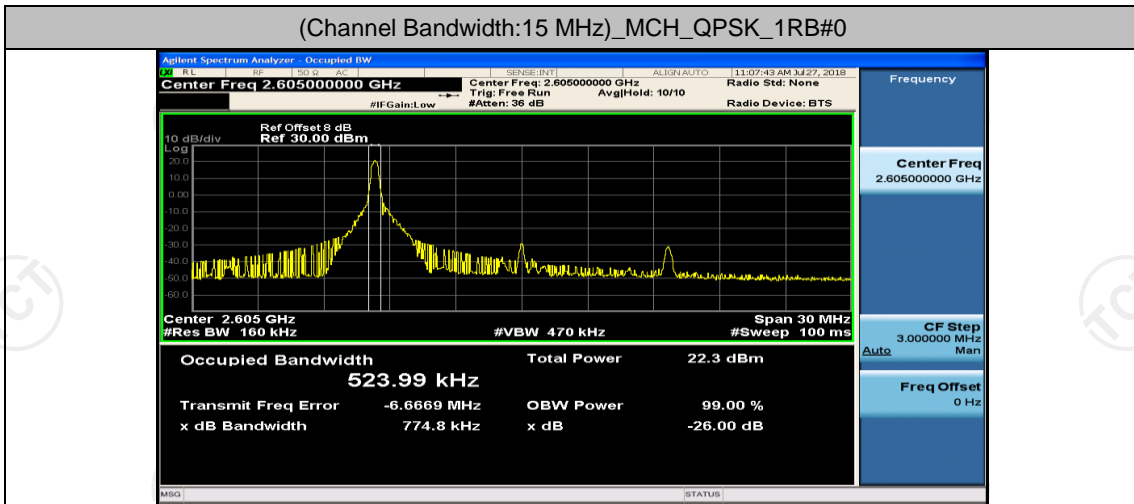 (Channel Bandwidth:15 MHz)_MCH_QPSK_1RB#0
Agilent Spectrum Analyzer - Occupied BW
LXI RL RF 50 Ω AC SENSE:INT ALIGN AUTO 11:07:43 AM Jul 27, 2018
Center Freq 2.605000000 GHz Center Freq: 2.605000000 GHz Radio Std: None
Trig: Free Run Avg|Hold: 10/10
#IFGain:Low #Atten: 36 dB Radio Device: BTS
Ref Offset 8 dB
10 dB/div Ref 30.00 dBm
Log
20.0
10.0
0.00
-10.0
-20.0
-30.0
-40.0
-50.0
-60.0
Center 2.605 GHz Span 30 MHz
#Res BW 160 kHz #VBW 470 kHz #Sweep 100 ms
Occupied Bandwidth Total Power 22.3 dBm
523.99 kHz
Transmit Freq Error -6.6669 MHz OBW Power 99.00 %
x dB Bandwidth 774.8 kHz x dB -26.00 dB
MSG STATUS
Frequency
Center Freq
2.605000000 GHz
CF Step
3.000000 MHz
Auto Man
Freq Offset
0 Hz
TCT
TCT